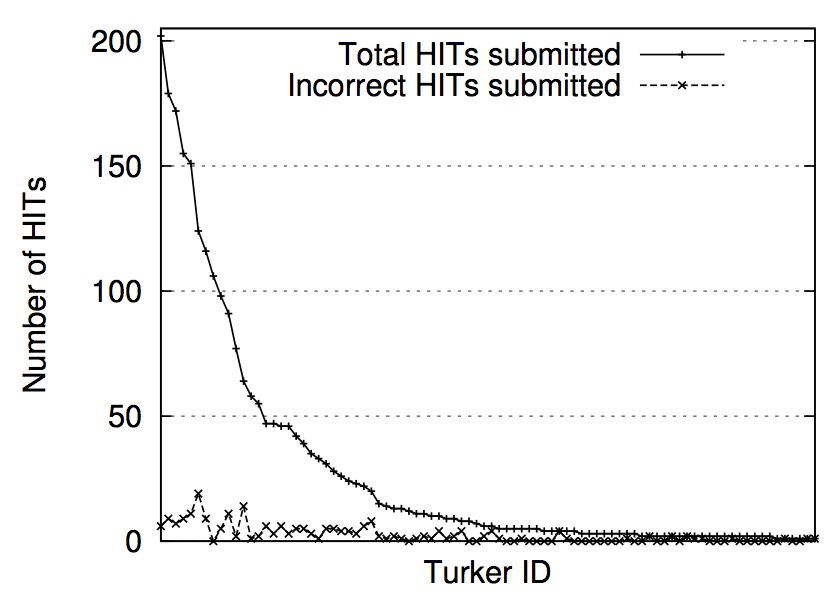 Total HITs submitted
Incorrect HITs submitted
200
150
100
50
0
Number of HITs
Turker ID